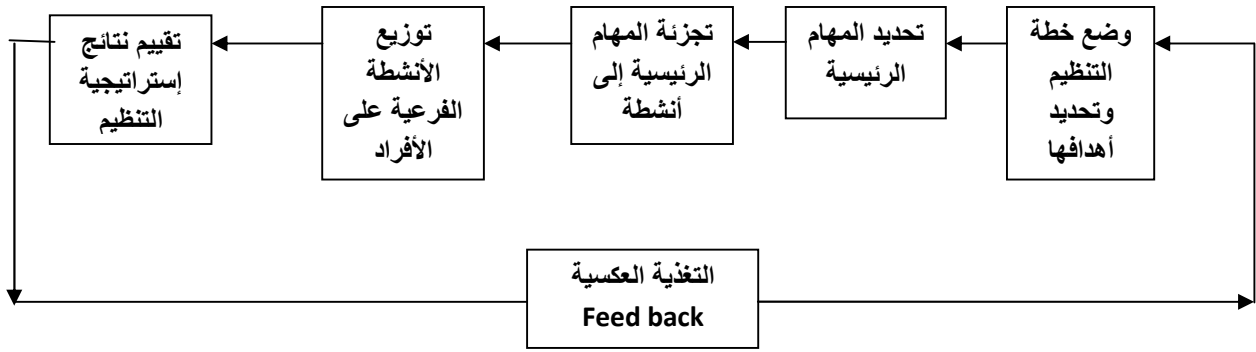 وضع خطة
التنظيم
وتحديد
أهدافها
تحديد المهام
الرئيسية
تجزئة المهام
الرئيسية إلى
أنشطة
توزيع
الأنشطة
الفرعية على
الأفراد
تقييم نتائج
إستراتيجية
التنظيم
التغذية العكسية
Feed back